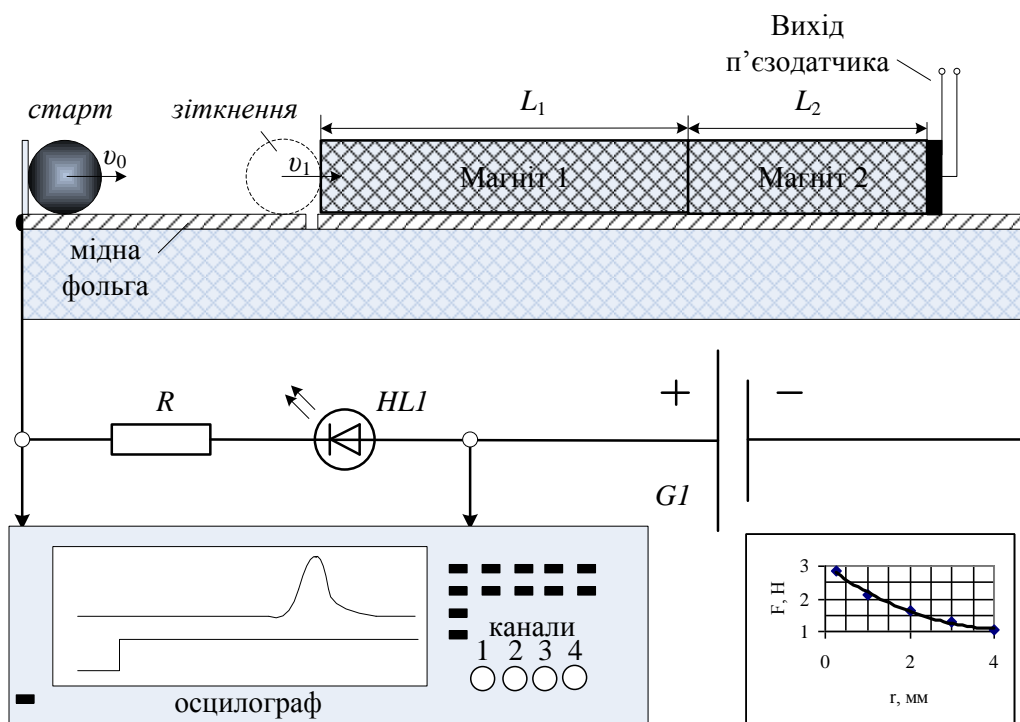 Вихід
п’єзодатчика
старт
зіткнення
L1
L2
υ0
υ1
Магніт 1
Магніт 2
мідна
фольга
R
HL1
+
−
G1
канали
1 2 3 4
осцилограф
F, Н
3
2
1
0 2 4
r, мм